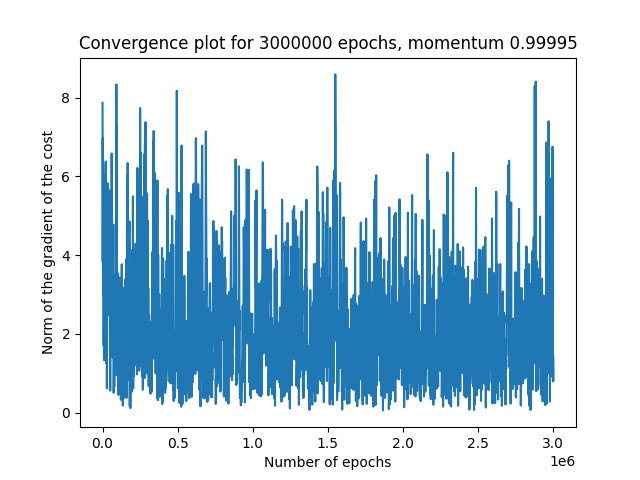 Convergence plot for 3000000 epochs, momentum 0.99995
Norm of the gradient of the cost
8
6
4
2
0
0.0 0.5 1.0 1.5 2.0 2.5 3.0
1e6
Number of epochs